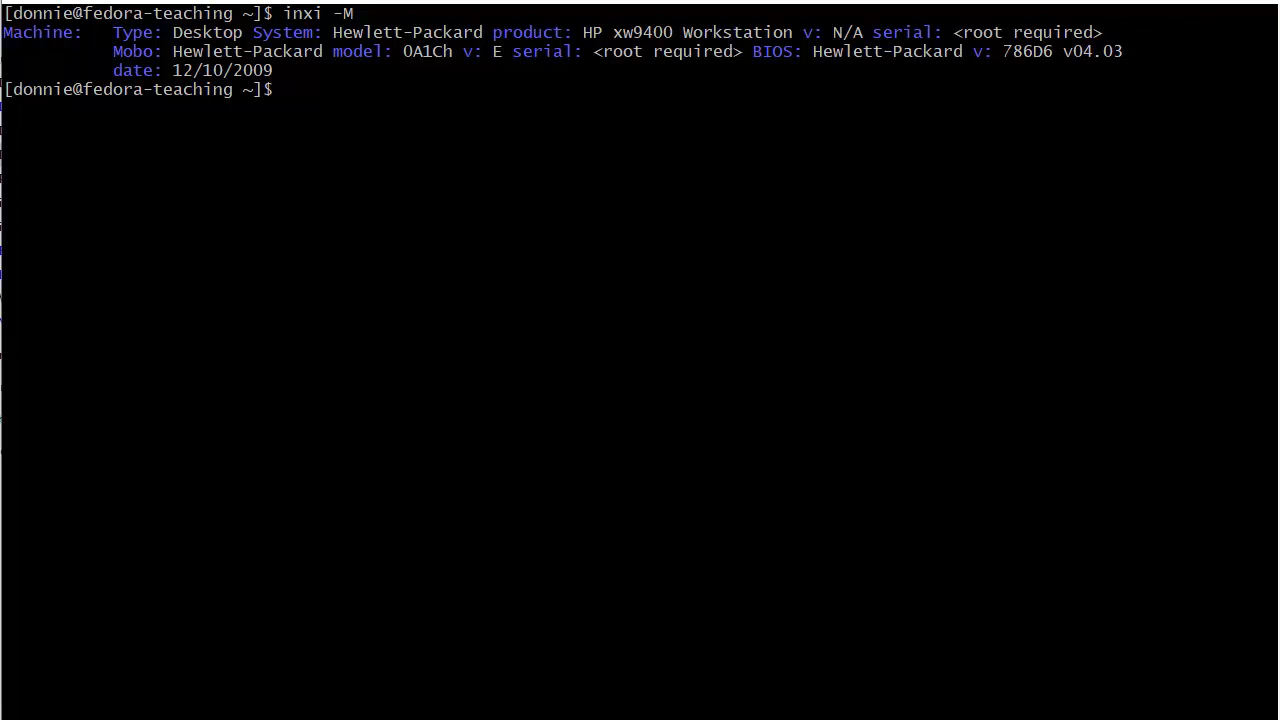 [donnie@fedora-teaching ~]$ inxi -M
Machine:   Type: Desktop System: Hewlett-Packard product: HP xw9400 Workstation v: N/A serial: <root required>
           Mobo: Hewlett-Packard model: 0A1Ch v: E serial: <root required> BIOS: Hewlett-Packard v: 786D6 v04.03
           date: 12/10/2009
[donnie@fedora-teaching ~]$